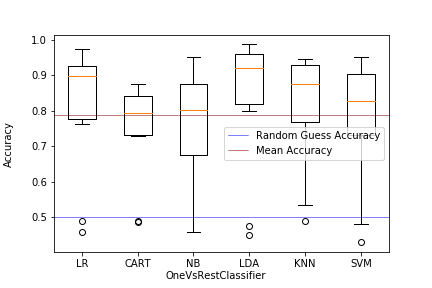 1.0
0.9
0.8
0.7
0.6
0.5
Accuracy
Random Guess Accuracy
Mean Accuracy
LR CART NB LDA KNN SVM
OneVsRestClassifier